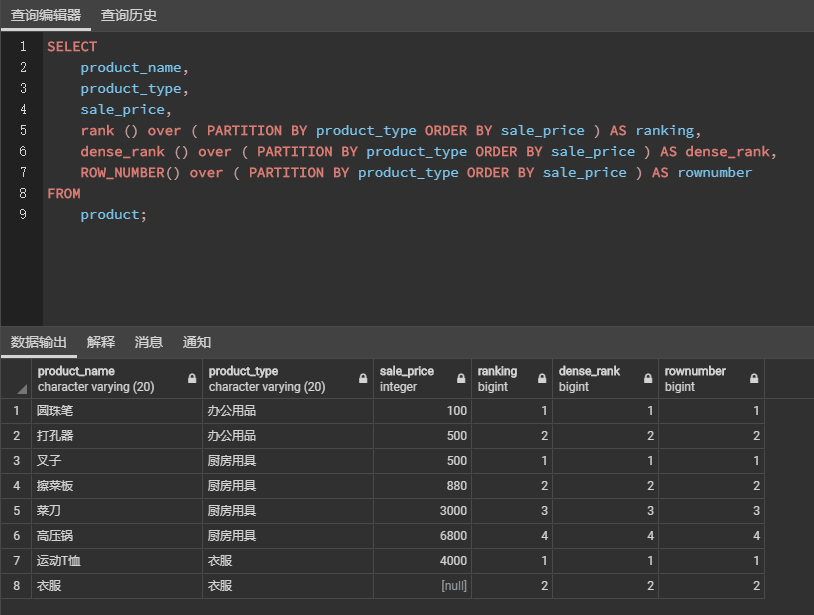 查询编辑器 查询历史
1 SELECT
2 product_name,
3 product_type,
4 sale_price,
5 rank () over ( PARTITION BY product_type ORDER BY sale_price ) AS ranking,
6 dense_rank () over ( PARTITION BY product_type ORDER BY sale_price ) AS dense_rank,
7 ROW_NUMBER() over ( PARTITION BY product_type ORDER BY sale_price ) AS rownumber
8 FROM
9 product;
数据输出 解释 消息 通知
product_name product_type sale_price ranking dense_rank rownumber
character varying (20) character varying (20) integer bigint bigint bigint
1 圆珠笔 办公用品 100 1 1 1
2 打孔器 办公用品 500 2 2 2
3 叉子 厨房用具 500 1 1 1
4 擦菜板 厨房用具 880 2 2 2
5 菜刀 厨房用具 3000 3 3 3
6 高压锅 厨房用具 6800 4 4 4
7 运动T恤 衣服 4000 1 1 1
8 衣服 衣服 [null] 2 2 2